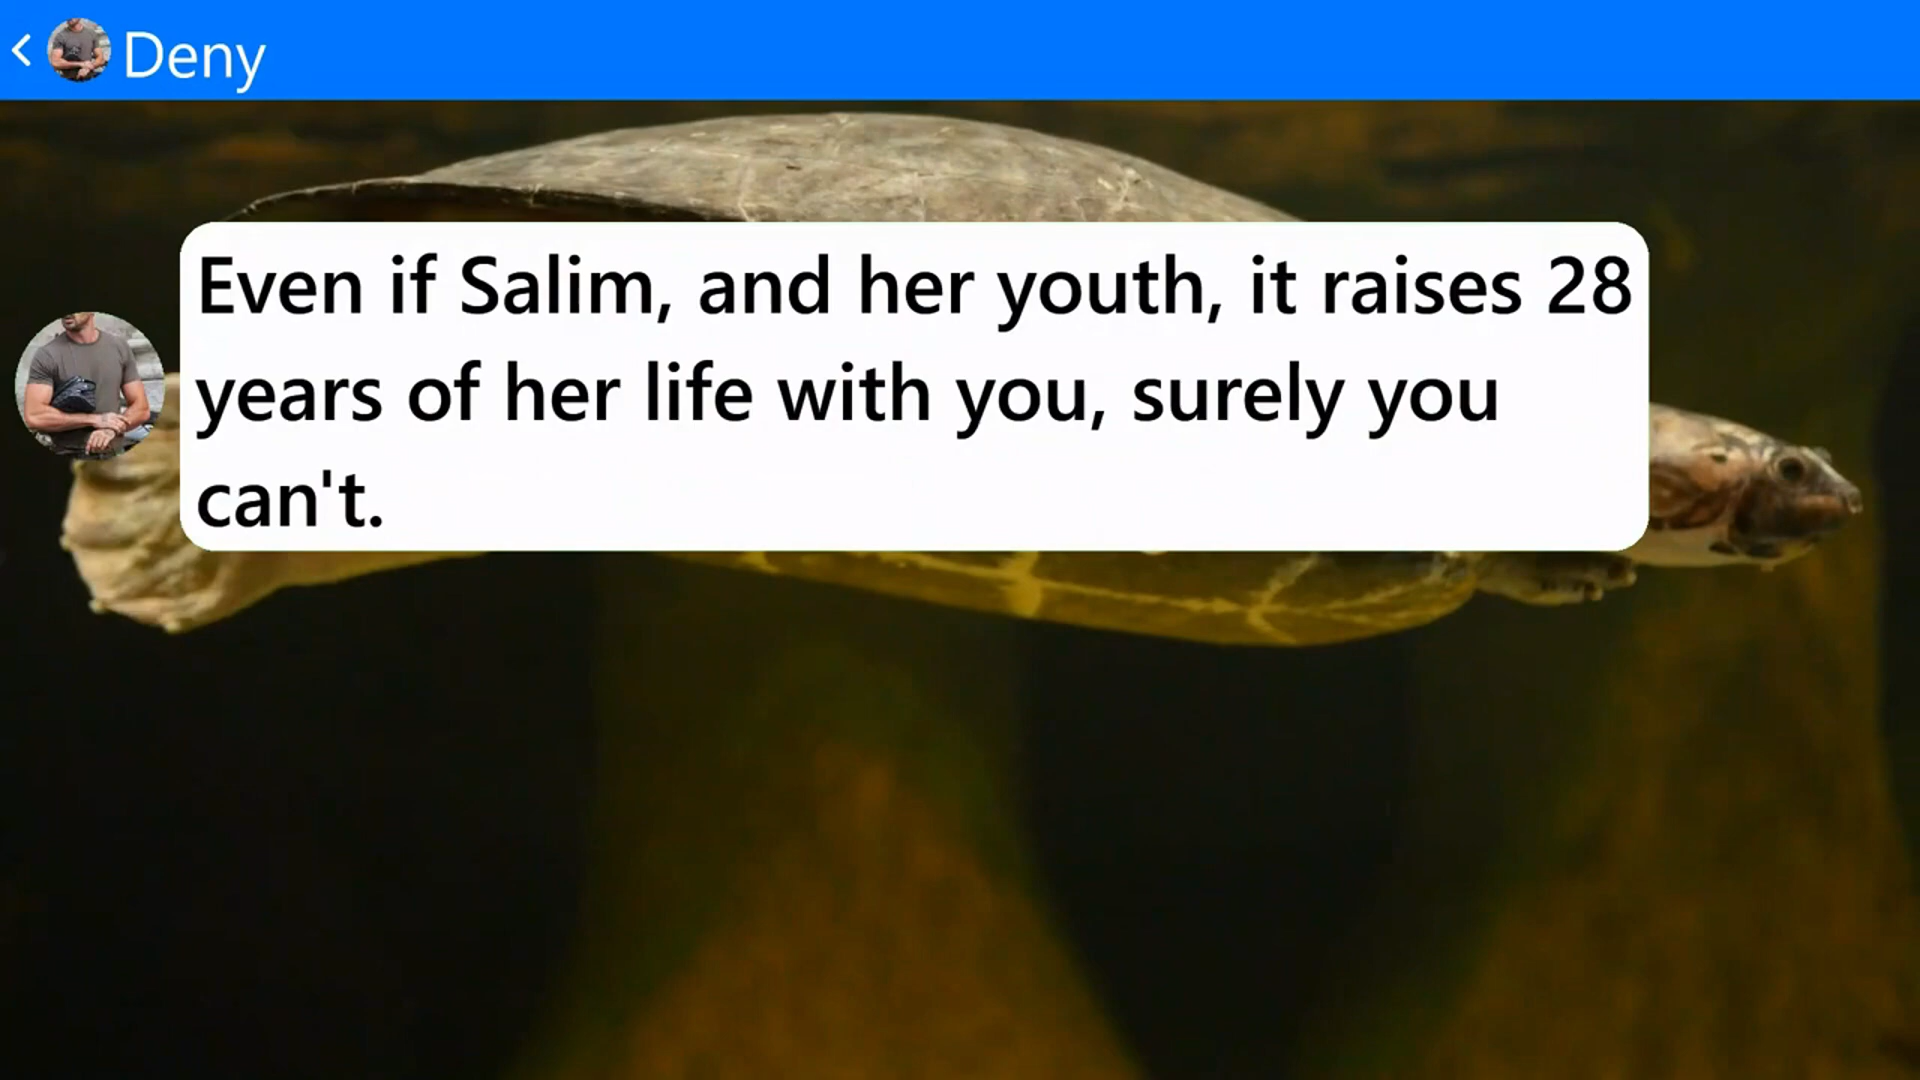 Deny
Even if Salim, and her youth, it raises 28
years of her life with you, surely you
can't.